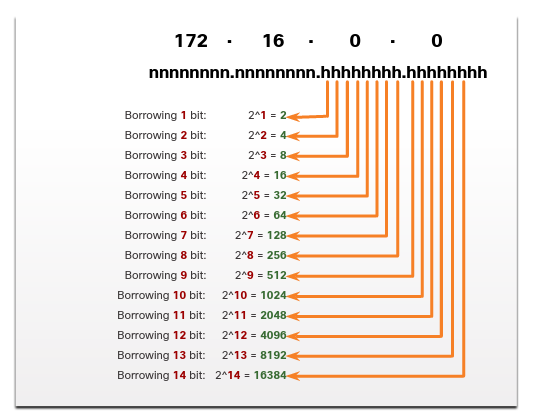 172 . 16 . 0 . 0
nnnnnnnn.nnnnnnnn.hhhhhhhh.hhhhhhhh
Borrowing 1 bit: 2^1 = 2
Borrowing 2 bit: 2^2 = 4
Borrowing 3 bit: 2^3 = 8
Borrowing 4 bit: 2^4 = 16
Borrowing 5 bit: 2^5 = 32
Borrowing 6 bit: 2^6 = 64
Borrowing 7 bit: 2^7 = 128
Borrowing 8 bit: 2^8 = 256
Borrowing 9 bit: 2^9 = 512
Borrowing 10 bit: 2^10 = 1024
Borrowing 11 bit: 2^11 = 2048
Borrowing 12 bit: 2^12 = 4096
Borrowing 13 bit: 2^13 = 8192
Borrowing 14 bit: 2^14 = 16384